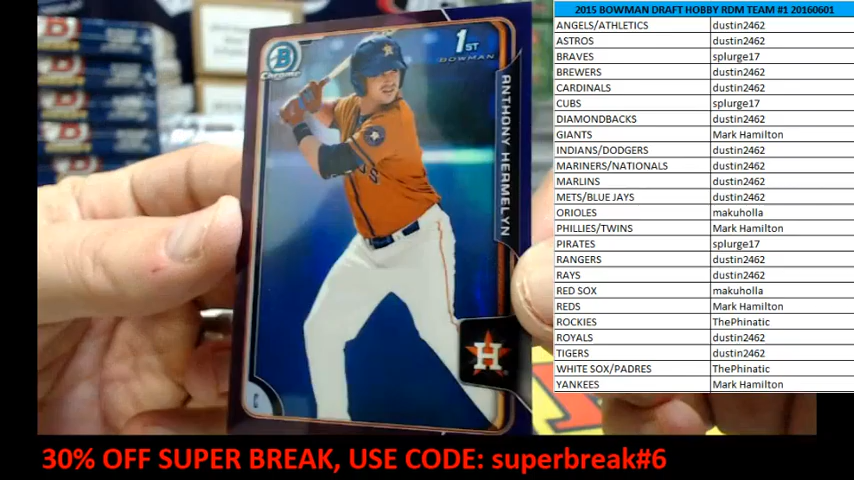 2015 BOWMAN DRAFT HOBBY RDM TEAM #1 20160601
ANGELS/ATHLETICS dustin2462
ASTROS dustin2462
BRAVES splurge17
BREWERS dustin2462
CARDINALS dustin2462
CUBS splurge17
DIAMONDBACKS dustin2462
GIANTS Mark Hamilton
INDIANS/DODGERS dustin2462
MARINERS/NATIONALS dustin2462
MARLINS dustin2462
METS/BLUE JAYS dustin2462
ORIOLES makuholla
PHILLIES/TWINS Mark Hamilton
PIRATES splurge17
RANGERS dustin2462
RAYS dustin2462
RED SOX makuholla
REDS Mark Hamilton
ROCKIES ThePhinatic
ROYALS dustin2462
TIGERS dustin2462
WHITE SOX/PADRES ThePhinatic
YANKEES Mark Hamilton
B
Chrome
1ST
BOWMAN
ANTHONY HERMELYN
H
C
30% OFF SUPER BREAK, USE CODE: superbreak#6